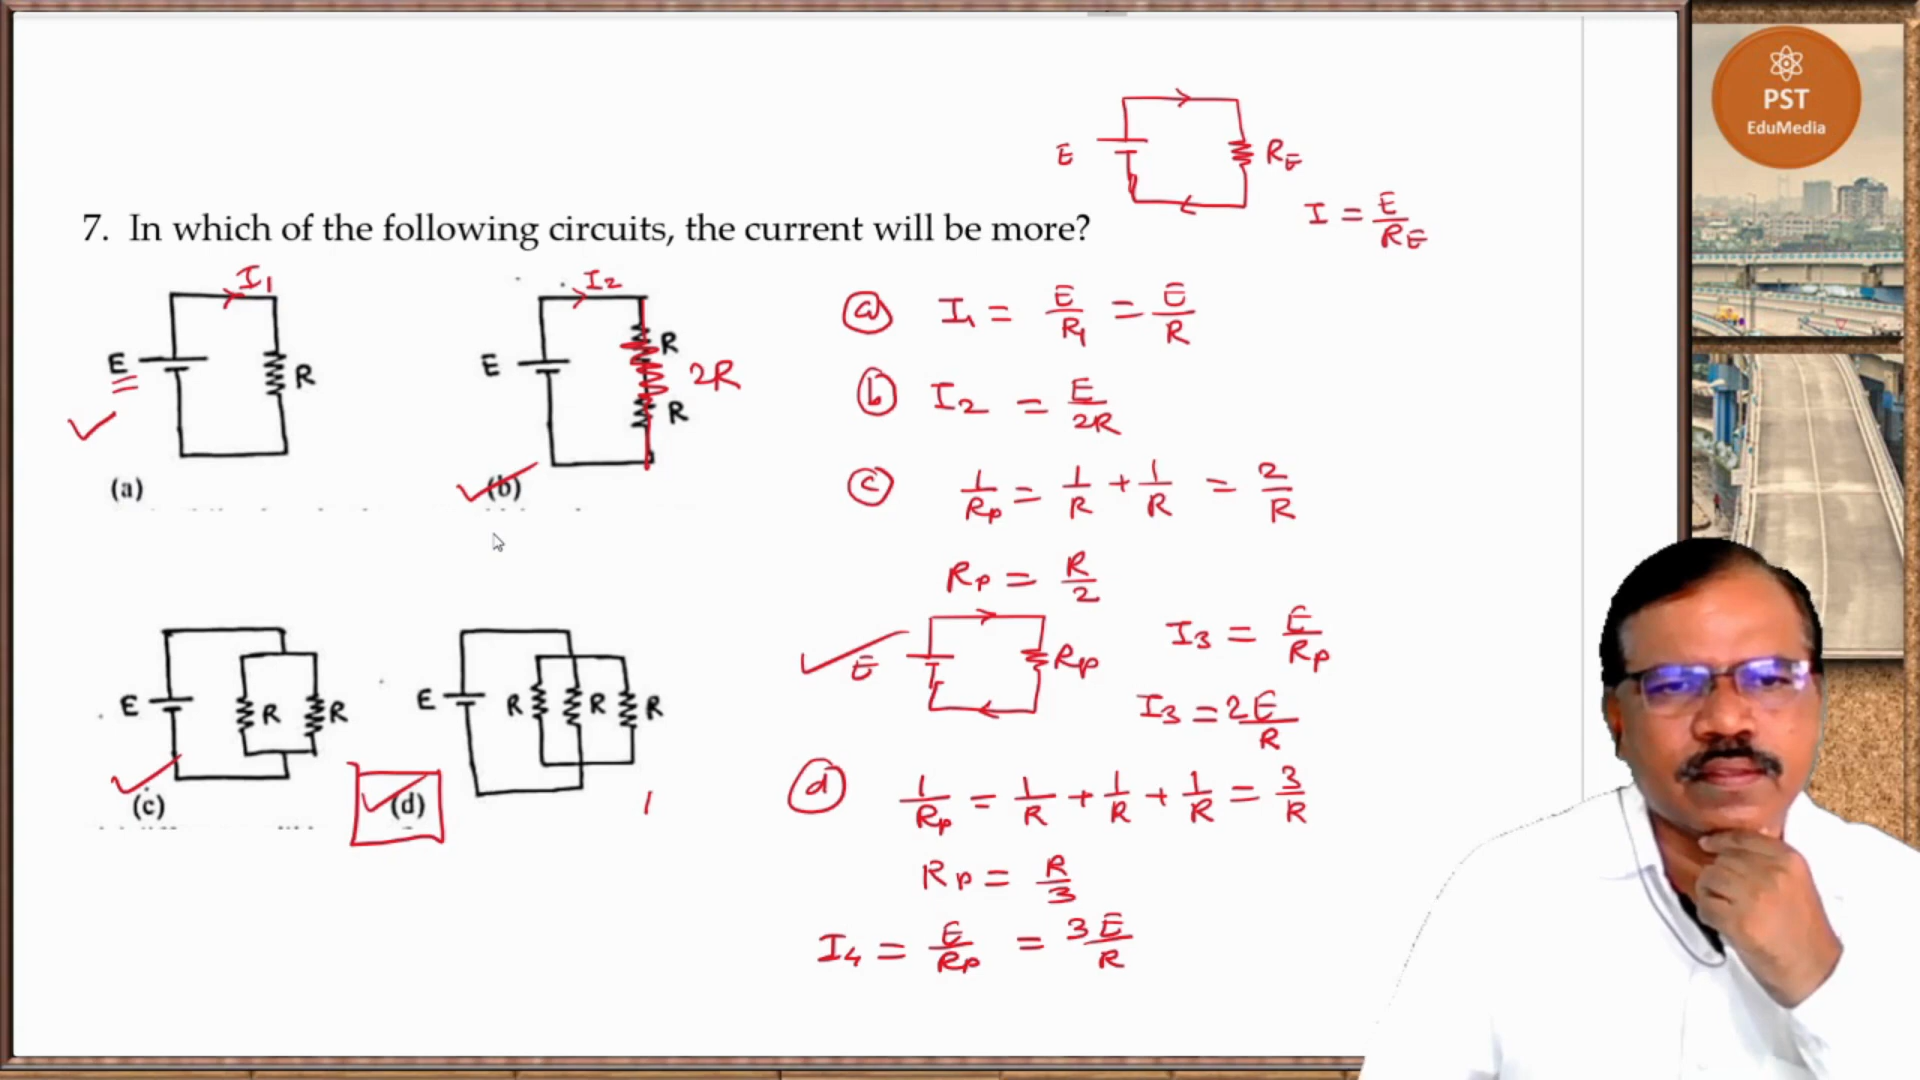 PST
EduMedia
E
R_E
I = E/R_E
7. In which of the following circuits, the current will be more?
I₁
E
R
(a)
I₂
E
R
2R
R
(b)
E
R
R
(c)
E
R
R
R
(d)
(a) I₁ = E/R₁ = E/R
(b) I₂ = E/2R
(c) 1/Rp = 1/R + 1/R = 2/R
Rp = R/2
E
Rp
I₃ = E/Rp
I₃ = 2E/R
(d) 1/Rp = 1/R + 1/R + 1/R = 3/R
Rp = R/3
I₄ = E/Rp = 3E/R